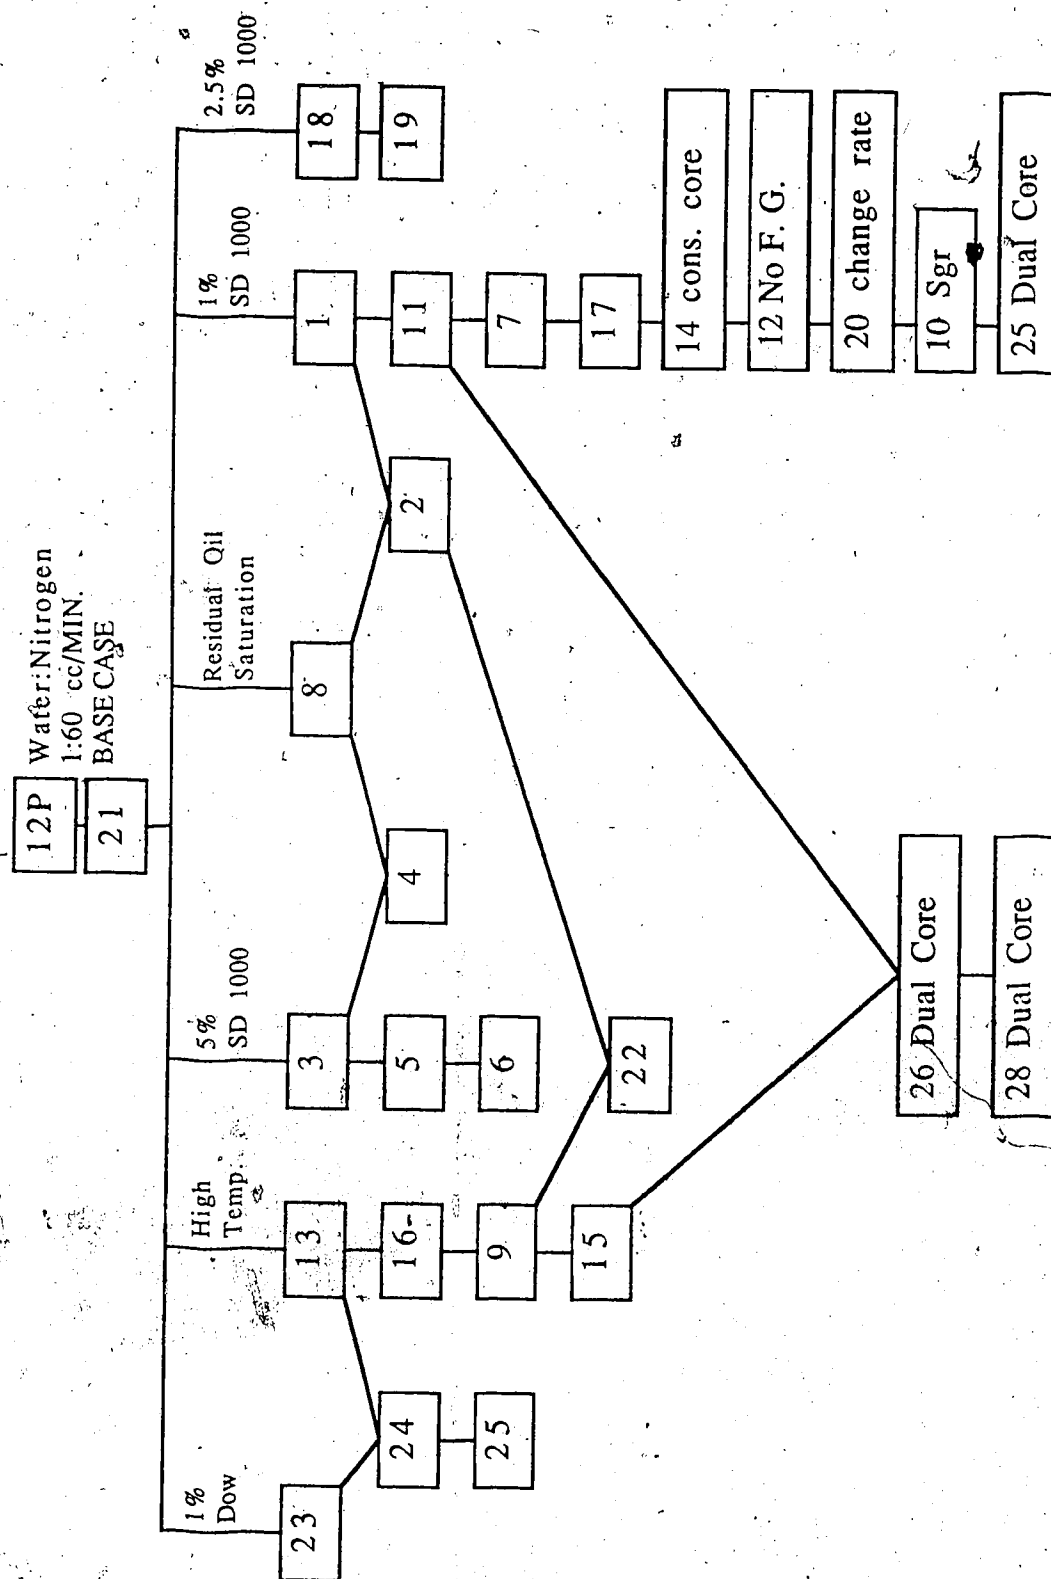 12P
Water:Nitrogen
1:60 cc/MIN.
BASE CASE
21
1%
Dow
High
Temp.
5%
SD 1000
Residual Oil
Saturation
1%
SD 1000
2.5%
SD 1000
23
13
3
8
1
18
24
16-
5
4
2
11
19
25
9
6
7
15
22
17
14 cons. core
12 No F. G.
20 change rate
26 Dual Core
10 Sgr
28 Dual Core
25 Dual Core